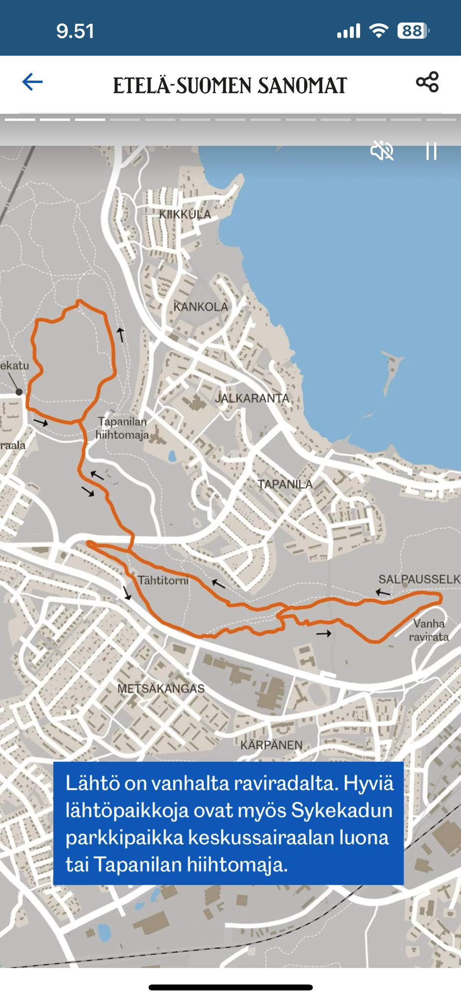 9.51
88
ETELÄ-SUOMEN SANOMAT
KIIKKULA
KANKOLA
ekatu
JALKARANTA
Tapanilan
hiihtomaja
raala
TAPANILA
Tähtitorni
SALPAUSSELK
Vanha
ravirata
METSÄKANGAS
KÄRPÄNEN
Lähtö on vanhalta raviradalta. Hyviä
lähtöpaikkoja ovat myös Sykekadun
parkkipaikka keskussairaalan luona
tai Tapanilan hiihtomaja.